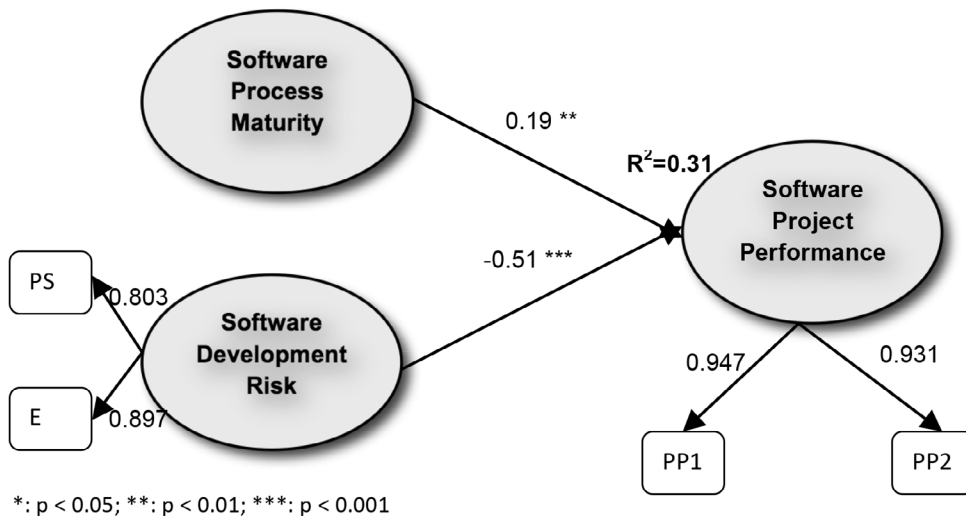 Software
Process
Maturity
0.19 **
R²=0.31
Software
Project
Performance
-0.51 ***
PS
0.803
Software
Development
Risk
E
0.897
0.947
0.931
PP1
PP2
*: p < 0.05; **: p < 0.01; ***: p < 0.001